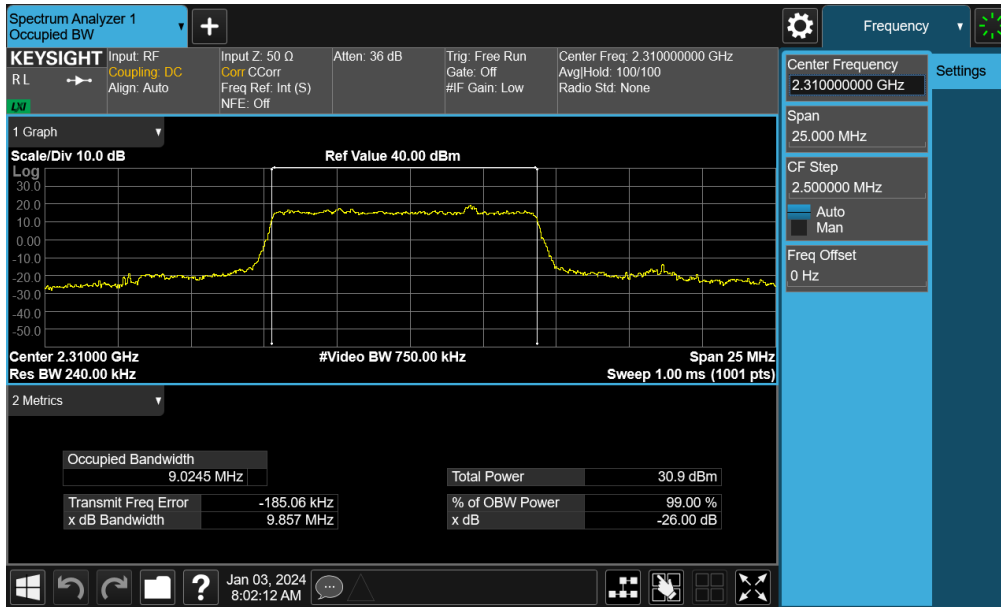 Spectrum Analyzer 1
Occupied BW
+
Frequency
KEYSIGHT
R L
LXI
Input: RF
Coupling: DC
Align: Auto
Input Z: 50 Ω
Corr CCorr
Freq Ref: Int (S)
NFE: Off
Atten: 36 dB
Trig: Free Run
Gate: Off
#IF Gain: Low
Center Freq: 2.310000000 GHz
Avg|Hold: 100/100
Radio Std: None
Center Frequency
2.310000000 GHz
Settings
Span
25.000 MHz
CF Step
2.500000 MHz
Auto
Man
Freq Offset
0 Hz
1 Graph
Scale/Div 10.0 dB
Ref Value 40.00 dBm
Log
30.0
20.0
10.0
0.00
-10.0
-20.0
-30.0
-40.0
-50.0
Center 2.31000 GHz
#Video BW 750.00 kHz
Span 25 MHz
Res BW 240.00 kHz
Sweep 1.00 ms (1001 pts)
2 Metrics
Occupied Bandwidth
9.0245 MHz
Total Power 30.9 dBm
Transmit Freq Error -185.06 kHz
% of OBW Power 99.00 %
x dB Bandwidth 9.857 MHz
x dB -26.00 dB
?
Jan 03, 2024
8:02:12 AM